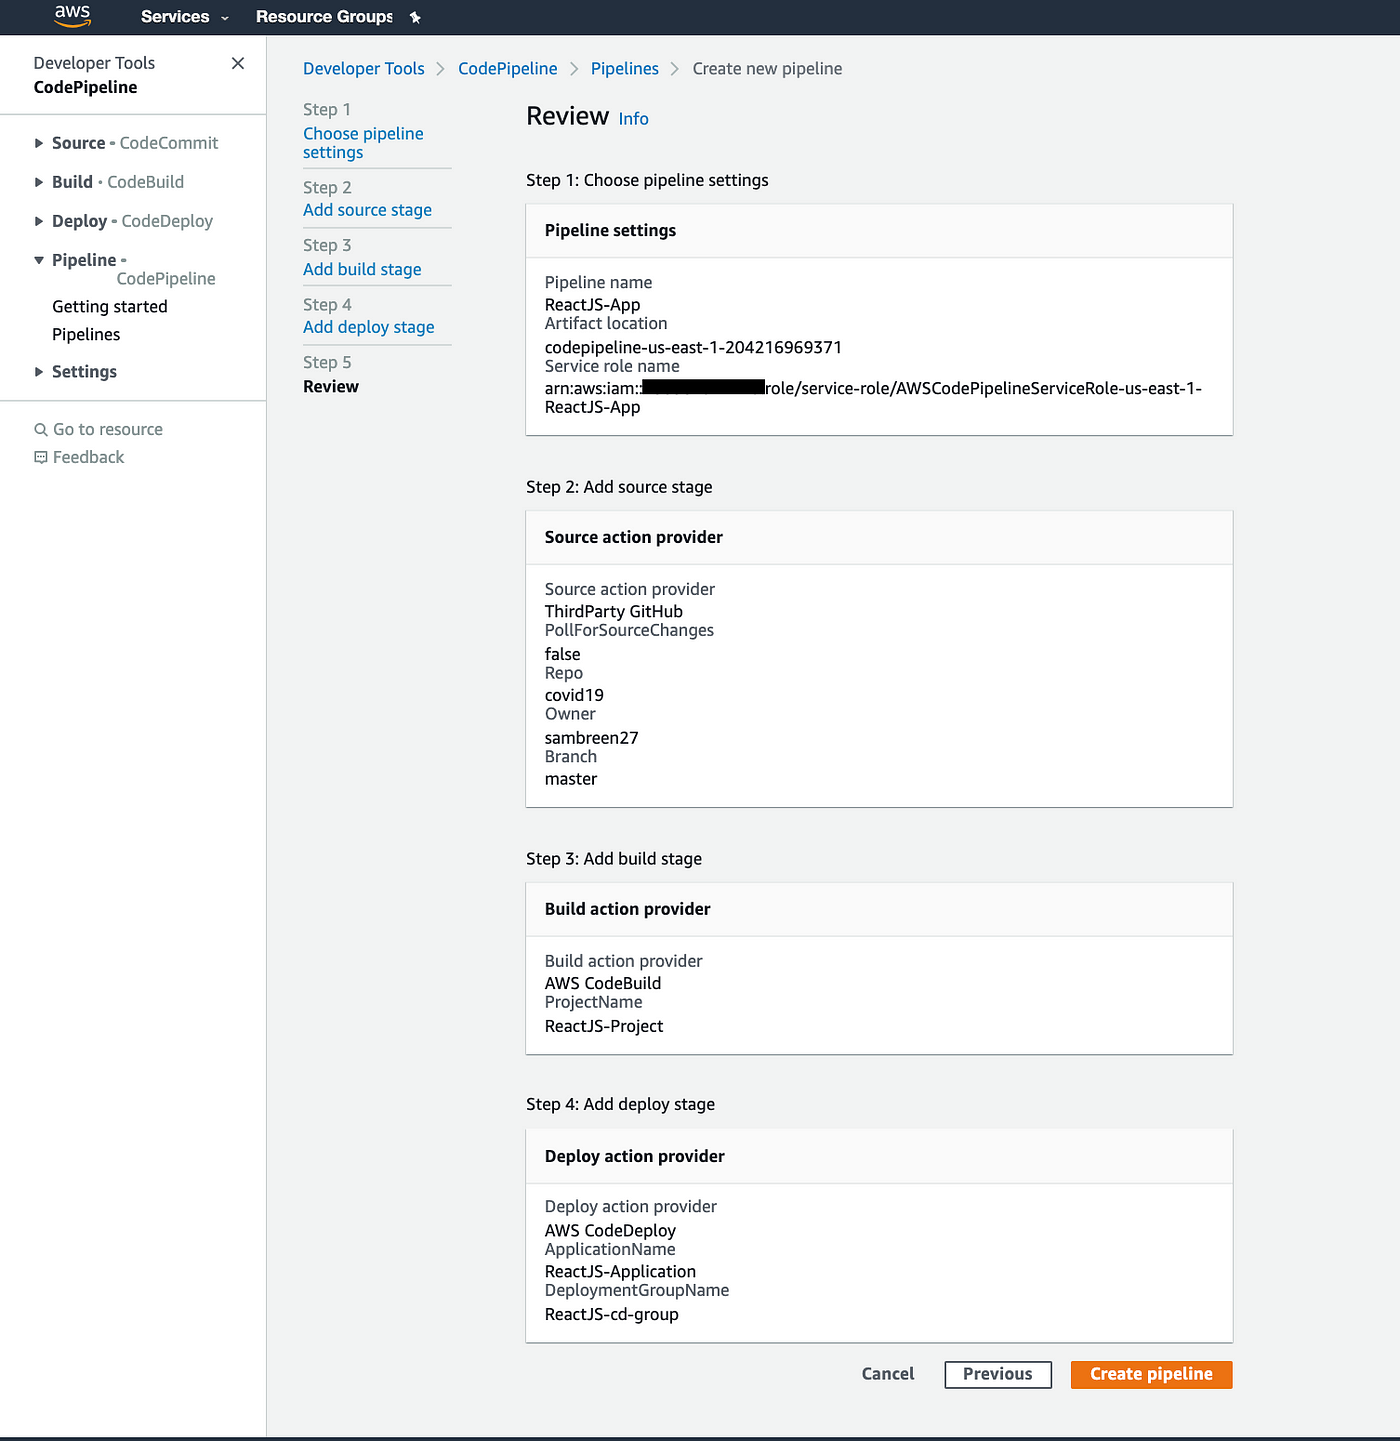 aws Services Resource Groups
Developer Tools
CodePipeline
Source • CodeCommit
Build • CodeBuild
Deploy • CodeDeploy
Pipeline •
CodePipeline
Getting started
Pipelines
Settings
Go to resource
Feedback
Developer Tools > CodePipeline > Pipelines > Create new pipeline
Step 1
Choose pipeline
settings
Step 2
Add source stage
Step 3
Add build stage
Step 4
Add deploy stage
Step 5
Review
Review Info
Step 1: Choose pipeline settings
Pipeline settings
Pipeline name
ReactJS-App
Artifact location
codepipeline-us-east-1-204216969371
Service role name
arn:aws:iam:: role/service-role/AWSCodePipelineServiceRole-us-east-1-
ReactJS-App
Step 2: Add source stage
Source action provider
Source action provider
ThirdParty GitHub
PollForSourceChanges
false
Repo
covid19
Owner
sambreen27
Branch
master
Step 3: Add build stage
Build action provider
Build action provider
AWS CodeBuild
ProjectName
ReactJS-Project
Step 4: Add deploy stage
Deploy action provider
Deploy action provider
AWS CodeDeploy
ApplicationName
ReactJS-Application
DeploymentGroupName
ReactJS-cd-group
Cancel Previous Create pipeline